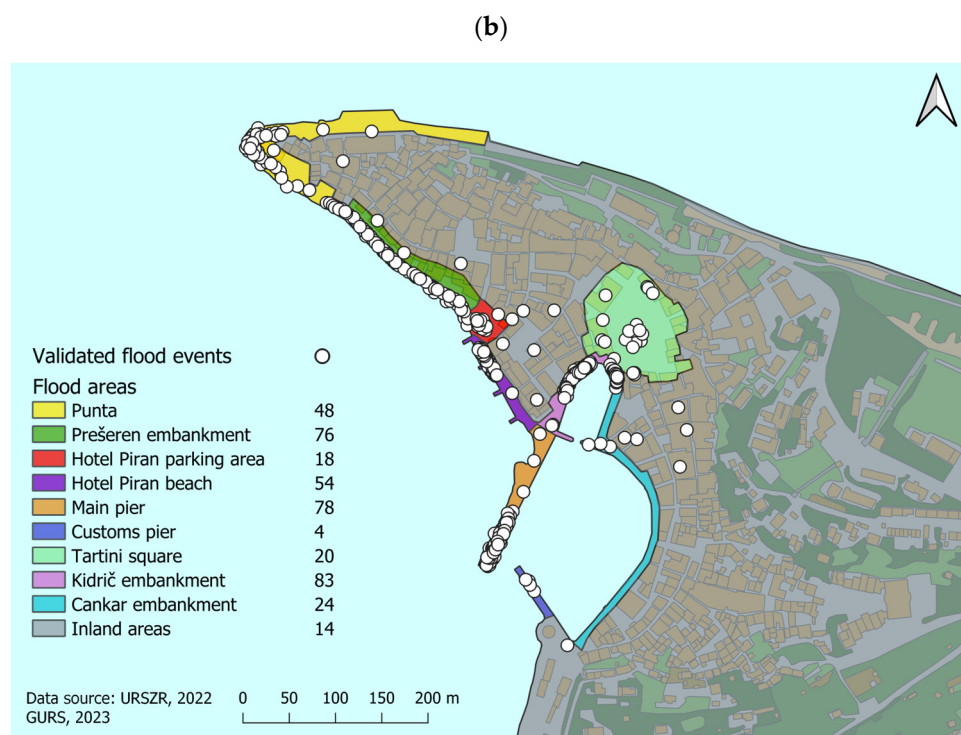 (b)
Validated flood events
Flood areas
Punta 48
Prešeren embankment 76
Hotel Piran parking area 18
Hotel Piran beach 54
Main pier 78
Customs pier 4
Tartini square 20
Kidrič embankment 83
Cankar embankment 24
Inland areas 14
Data source: URSZR, 2022
GURS, 2023
0 50 100 150 200 m